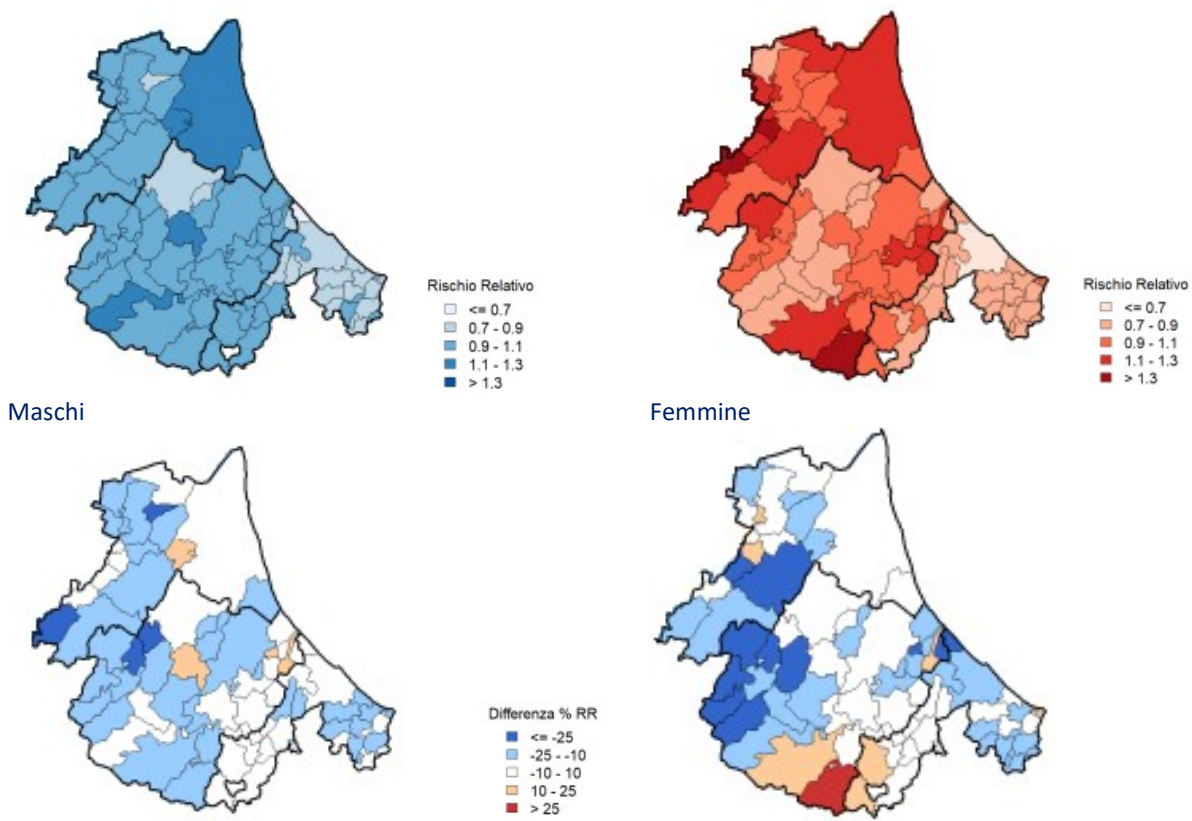 Rischio Relativo
<= 0.7
0.7 - 0.9
0.9 - 1.1
1.1 - 1.3
> 1.3
Rischio Relativo
<= 0.7
0.7 - 0.9
0.9 - 1.1
1.1 - 1.3
> 1.3
Maschi
Femmine
Differenza % RR
<= -25
-25 - -10
-10 - 10
10 - 25
> 25